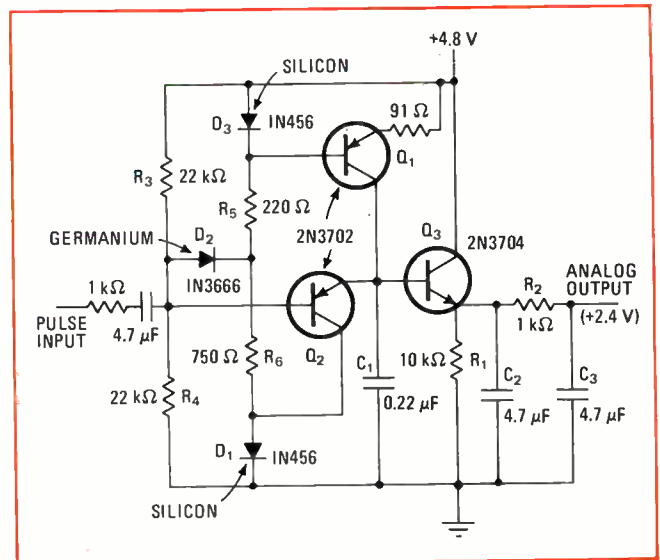 +4.8 V
SILICON
D3
IN456
91 Ω
Q1
R3
22 kΩ
R5
220 Ω
2N3702
Q3
2N3704
GERMANIUM
D2
IN3666
R2
1 kΩ
ANALOG
OUTPUT
(+2.4 V)
1 kΩ
PULSE
INPUT
4.7 μF
Q2
750 Ω
R6
C1
0.22 μF
10 kΩ
R1
C2
4.7 μF
C3
4.7 μF
22 kΩ
R4
D1
IN456
SILICON